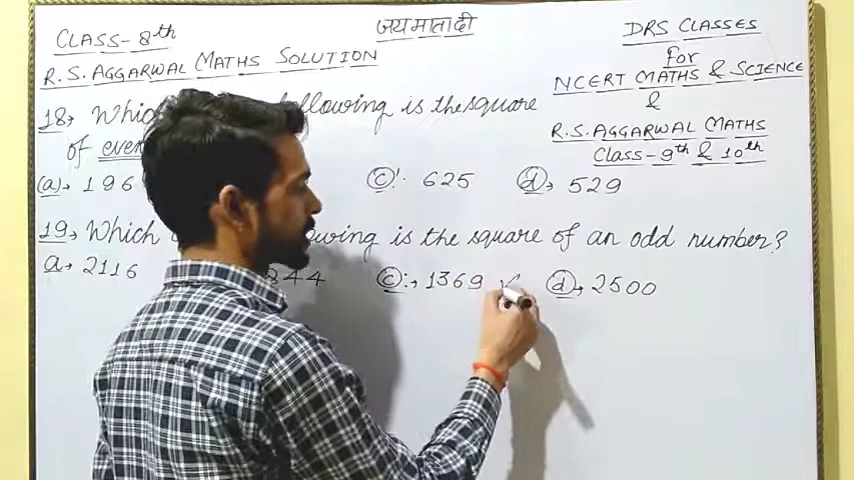 CLASS-8th
जय माता दी
DRS CLASSES
R.S. AGGARWAL MATHS SOLUTION
For
NCERT MATHS & SCIENCE
&
R.S. AGGARWAL MATHS
Class-9th & 10th
18, Which following is the square
of even
(a), 196 (c): 625 (d), 529
19, Which is the square of an odd number?
a, 2116 44 (c):, 1369 (d), 2500